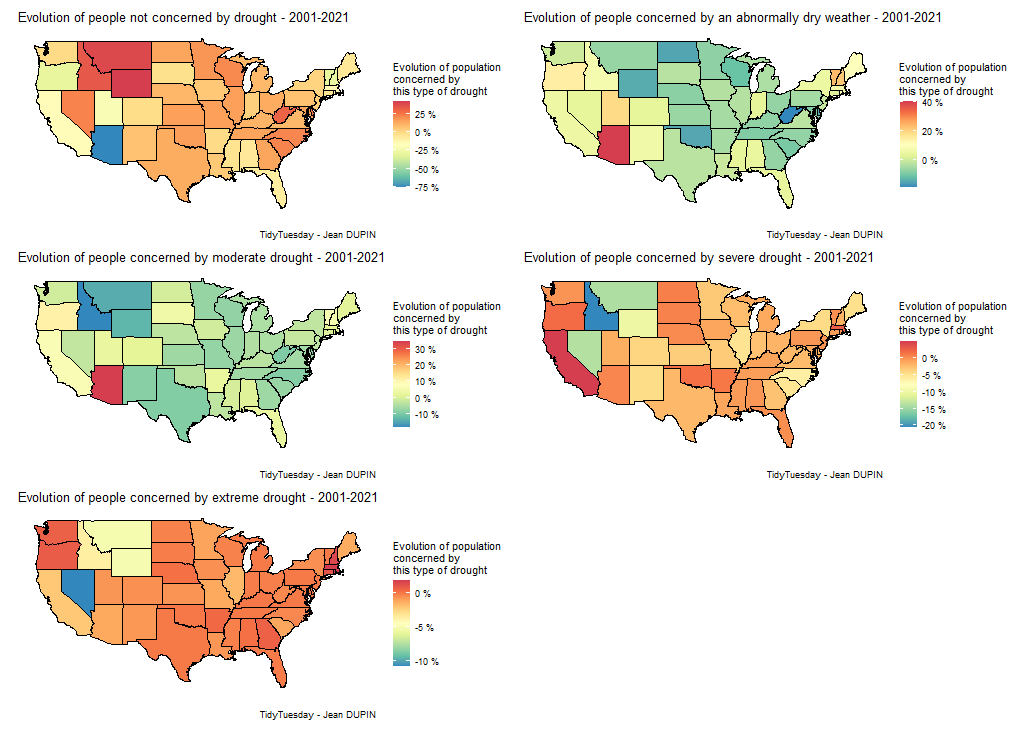 Evolution of people not concerned by drought - 2001-2021
Evolution of population
concerned by
this type of drought
25 %
0 %
-25 %
-50 %
-75 %
TidyTuesday - Jean DUPIN
Evolution of people concerned by an abnormally dry weather - 2001-2021
Evolution of population
concerned by
this type of drought
40 %
20 %
0 %
TidyTuesday - Jean DUPIN
Evolution of people concerned by moderate drought - 2001-2021
Evolution of population
concerned by
this type of drought
30 %
20 %
10 %
0 %
-10 %
TidyTuesday - Jean DUPIN
Evolution of people concerned by severe drought - 2001-2021
Evolution of population
concerned by
this type of drought
0 %
-5 %
-10 %
-15 %
-20 %
TidyTuesday - Jean DUPIN
Evolution of people concerned by extreme drought - 2001-2021
Evolution of population
concerned by
this type of drought
0 %
-5 %
-10 %
TidyTuesday - Jean DUPIN